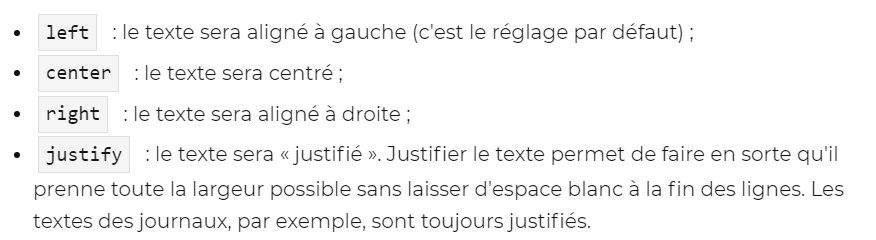 • left : le texte sera aligné à gauche (c'est le réglage par défaut) ;
• center : le texte sera centré ;
• right : le texte sera aligné à droite ;
• justify : le texte sera « justifié ». Justifier le texte permet de faire en sorte qu'il
prenne toute la largeur possible sans laisser d'espace blanc à la fin des lignes. Les
textes des journaux, par exemple, sont toujours justifiés.